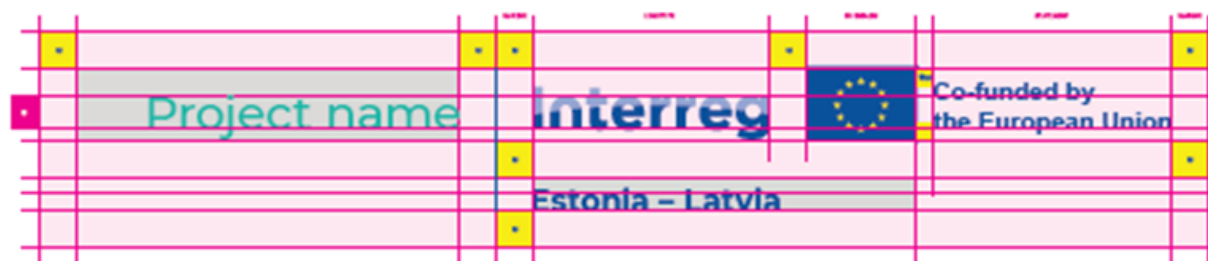 Project name
Interreg
Co-funded by
the European Union
Estonia – Latvia